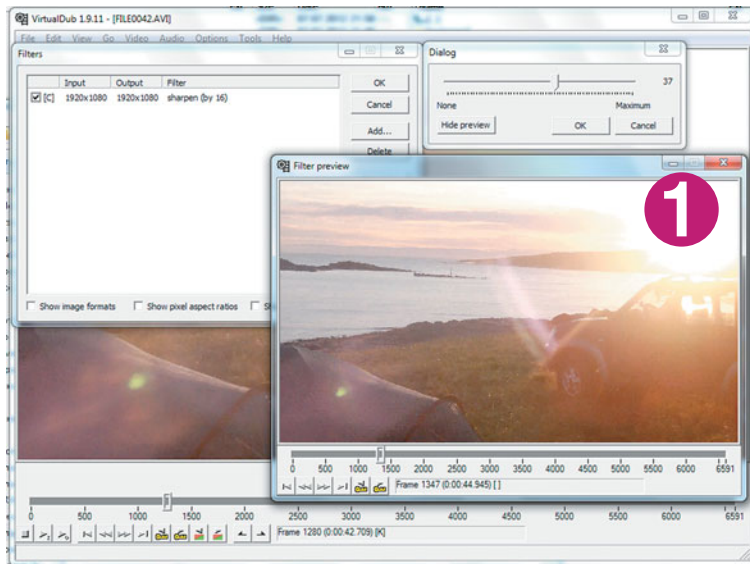 VirtualDub 1.9.11 - [FILE0042.AVI]
File Edit View Go Video Audio Options Tools Help
Filters
Input Output Filter
[C] 1920x1080 1920x1080 sharpen (by 16)
OK
Cancel
Add...
Delete
Show image formats Show pixel aspect ratios
Dialog
37
None Maximum
Hide preview OK Cancel
Filter preview
1
0 500 1000 1500 2000 2500 3000 3500 4000 4500 5000 5500 6000 6591
Frame 1347 (0:00:44.945) [ ]
0 500 1000 1500 2000 2500 3000 3500 4000 4500 5000 5500 6000 6591
Frame 1280 (0:00:42.709) [K]